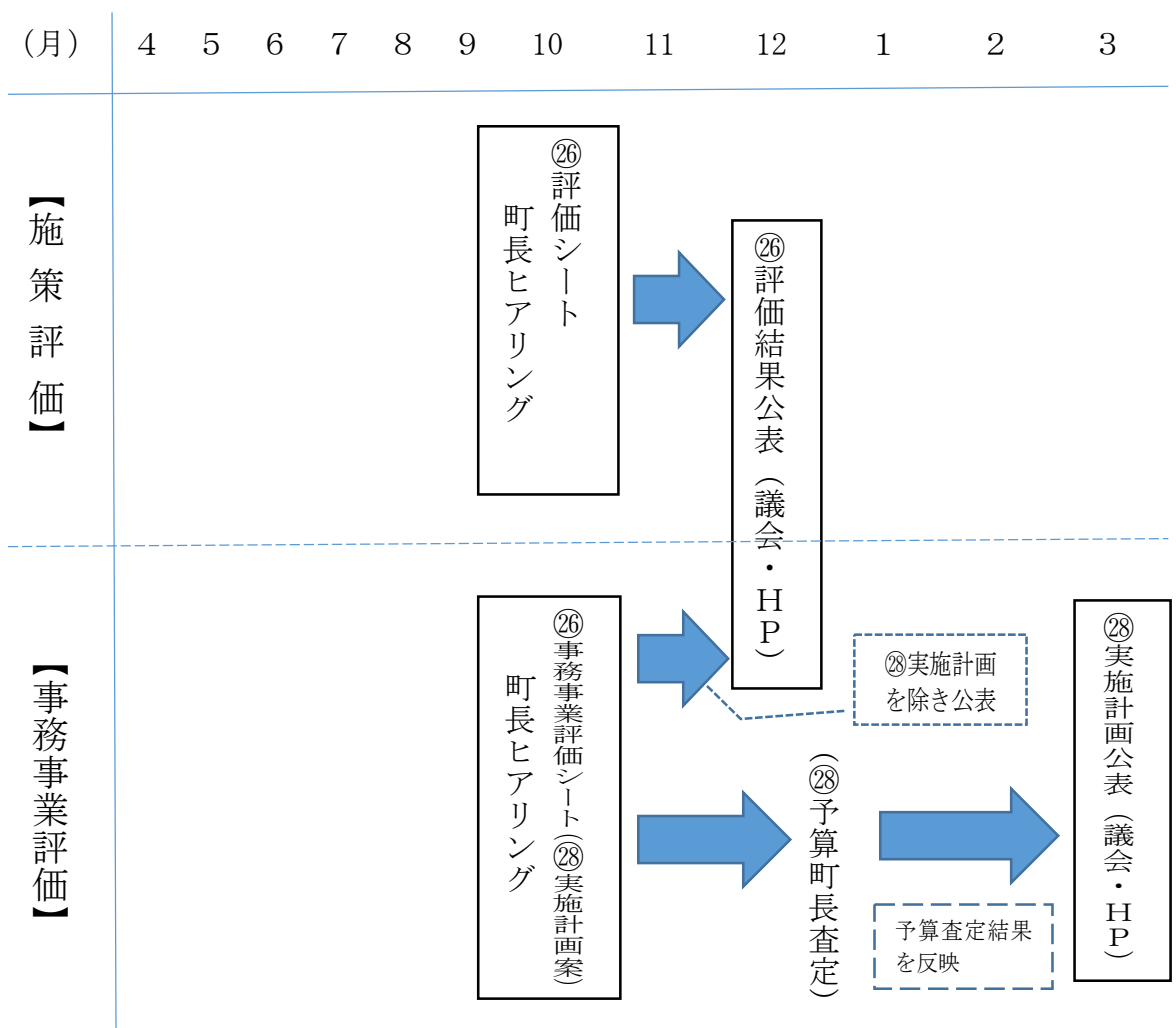 (月) 4 5 6 7 8 9 10 11 12 1 2 3
【施策評価】
㉖評価シート
町長ヒアリング
㉖評価結果公表（議会・ＨＰ）
【事務事業評価】
㉖事務事業評価シート(㉘実施計画案)
町長ヒアリング
㉘実施計画
を除き公表
(㉘予算町長査定)
予算査定結果
を反映
㉘実施計画公表（議会・ＨＰ）